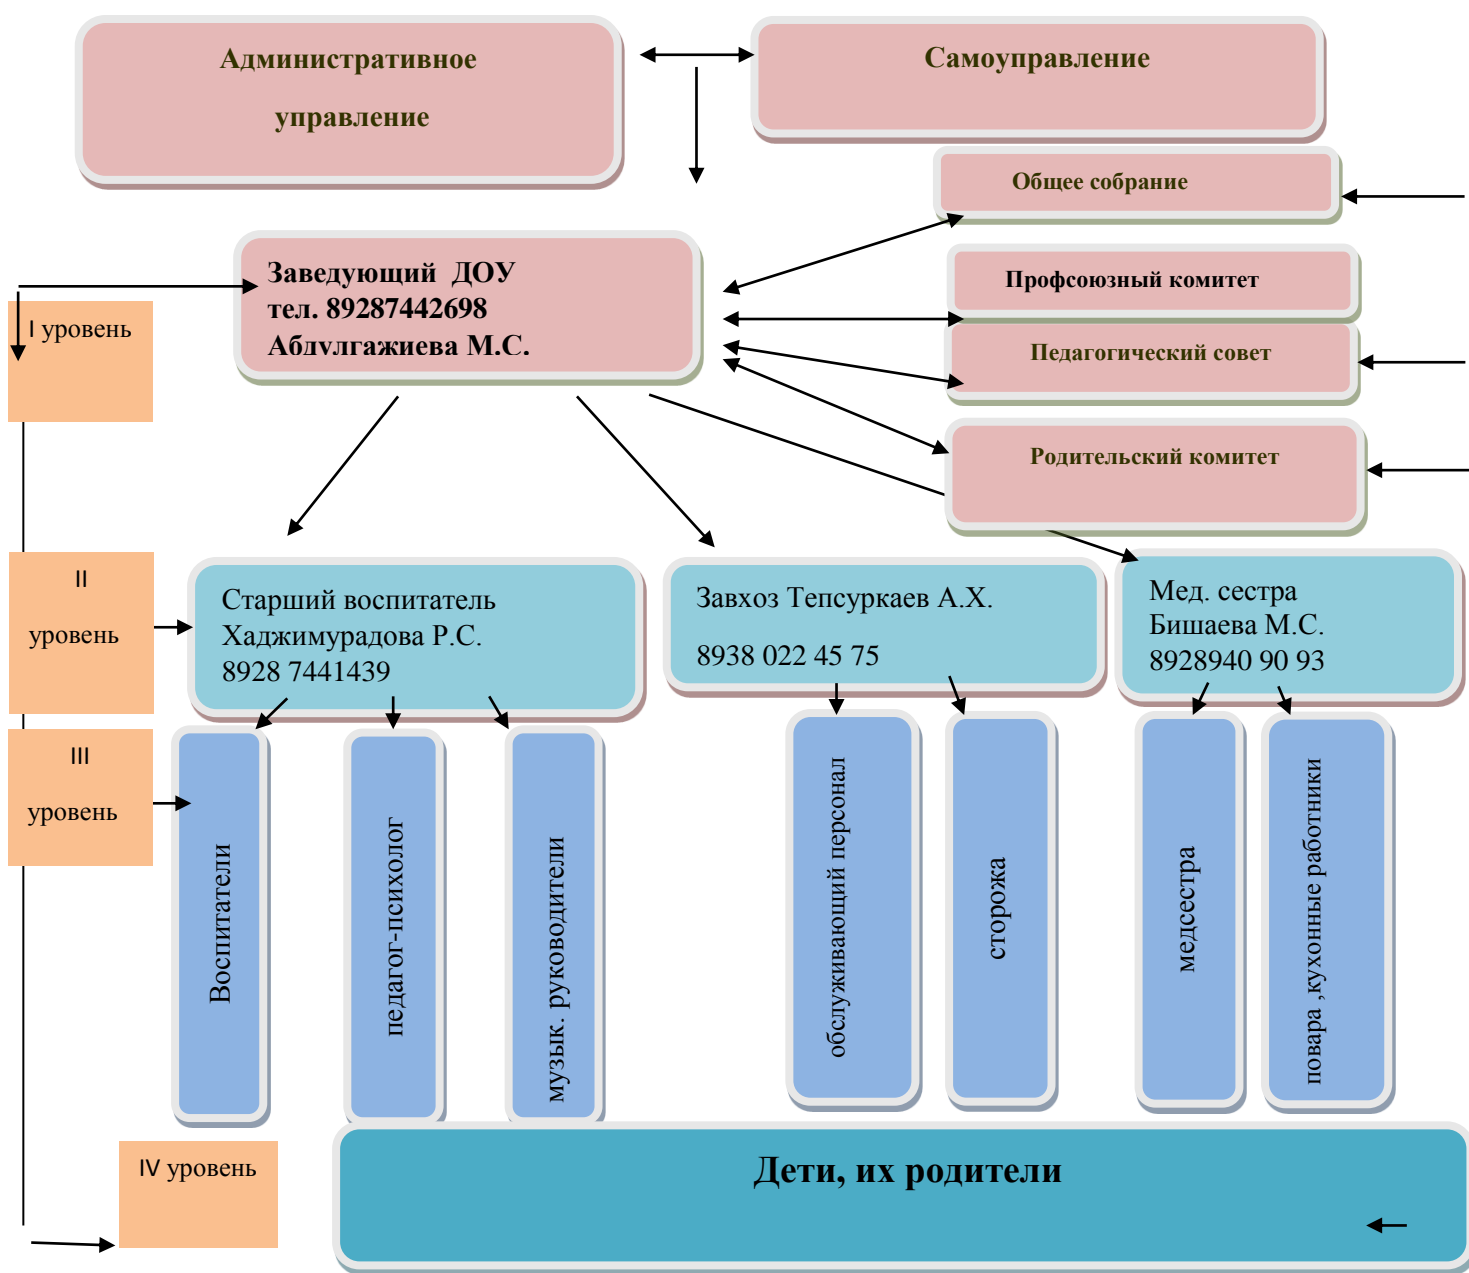 Административное
управление
Самоуправление
Общее собрание
Заведующий ДОУ
тел. 89287442698
Абдулгажиева М.С.
Профсоюзный комитет
Педагогический совет
Родительский комитет
I уровень
II
уровень
Старший воспитатель
Хаджимурадова Р.С.
8928 7441439
Завхоз Тепсуркаев А.Х.
8938 022 45 75
Мед. сестра
Бишаева М.С.
8928940 90 93
III
уровень
Воспитатели
педагог-психолог
музык. руководители
обслуживающий персонал
сторожа
медсестра
повара ,кухонные работники
IV уровень
Дети, их родители